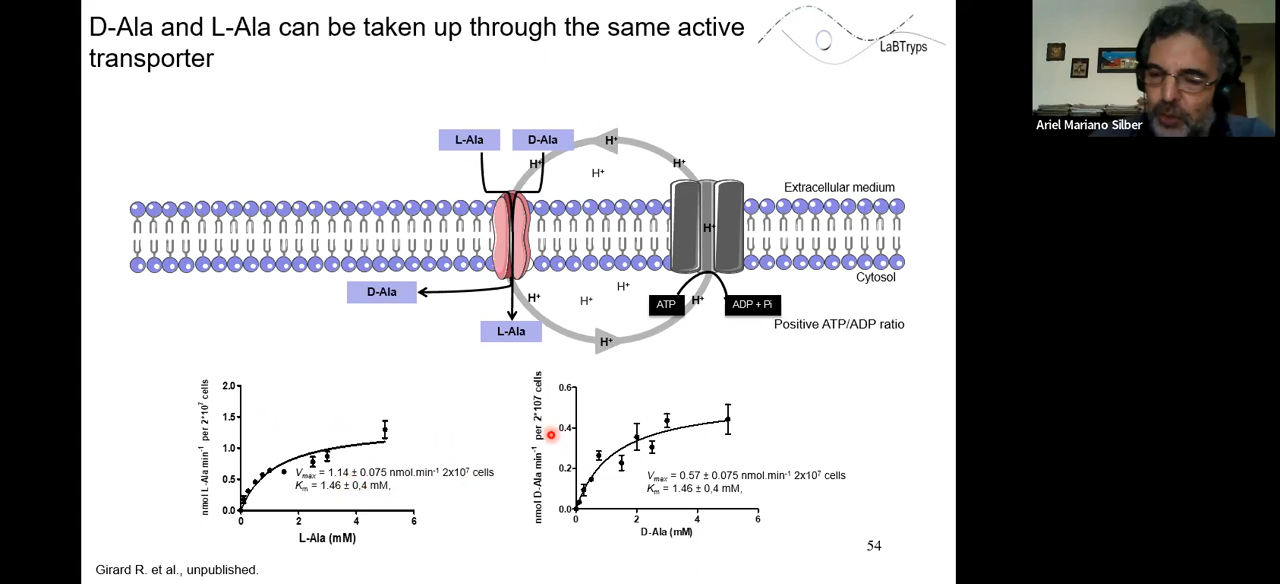 D-Ala and L-Ala can be taken up through the same active
transporter
LaBTryps
Ariel Mariano Silber
L-Ala
D-Ala
H⁺
H⁺
H⁺
H⁺
Extracellular medium
H⁺
Cytosol
D-Ala
H⁺
H⁺
H⁺
H⁺
ATP
ADP + Pi
L-Ala
Positive ATP/ADP ratio
H⁺
nmol L-Ala min⁻¹ per 2*10⁷ cells
2.0
1.5
1.0
0.5
0.0
0
2
4
6
L-Ala (mM)
Vmax = 1.14 ± 0.075 nmol.min⁻¹ 2x10⁷ cells
Km = 1.46 ± 0,4 mM,
nmol D-Ala min⁻¹ per 2*107 cells
0.6
0.4
0.2
0.0
0
2
4
6
D-Ala (mM)
Vmax = 0.57 ± 0.075 nmol.min⁻¹ 2x10⁷ cells
Km = 1.46 ± 0,4 mM,
54
Girard R. et al., unpublished.